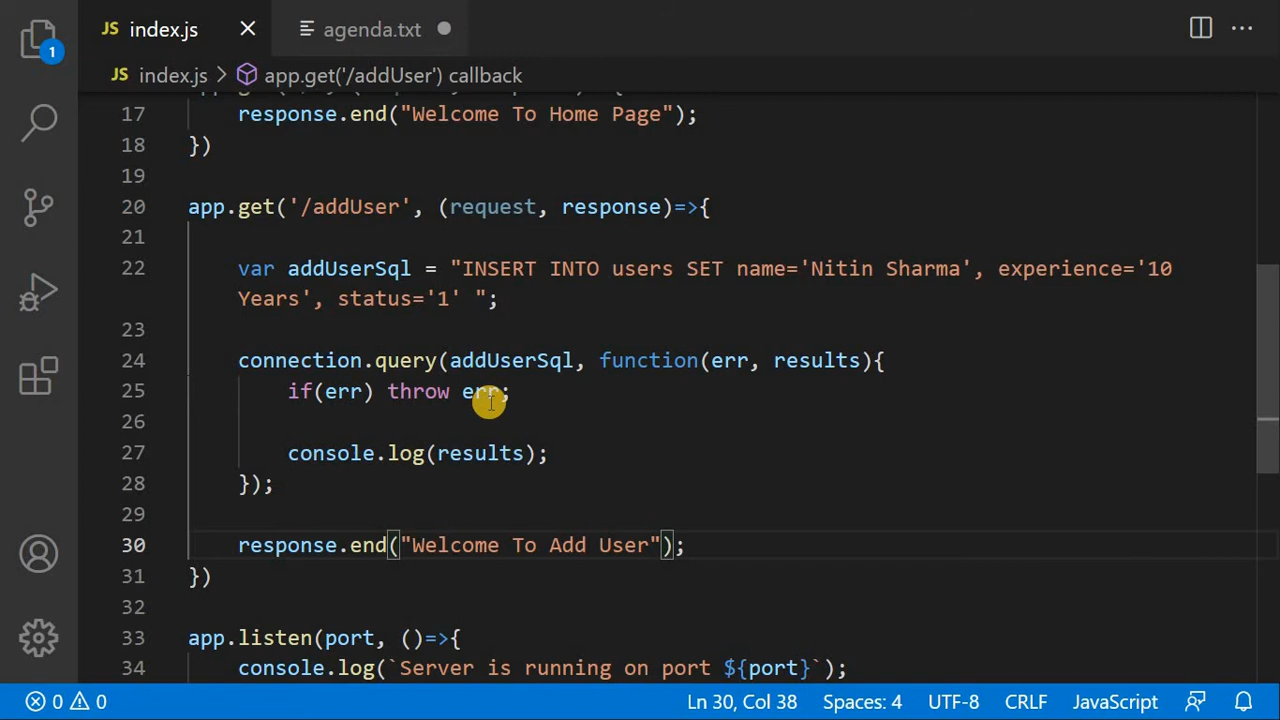 JS index.js
agenda.txt
1
JS index.js > app.get('/addUser') callback
17 response.end("Welcome To Home Page");
18 })
19
20 app.get('/addUser', (request, response)=>{
21
22 var addUserSql = "INSERT INTO users SET name='Nitin Sharma', experience='10
Years', status='1' ";
23
24 connection.query(addUserSql, function(err, results){
25 if(err) throw err;
26
27 console.log(results);
28 });
29
30 response.end("Welcome To Add User");
31 })
32
33 app.listen(port, ()=>{
34 console.log(`Server is running on port ${port}`);
0 0 Ln 30, Col 38 Spaces: 4 UTF-8 CRLF JavaScript